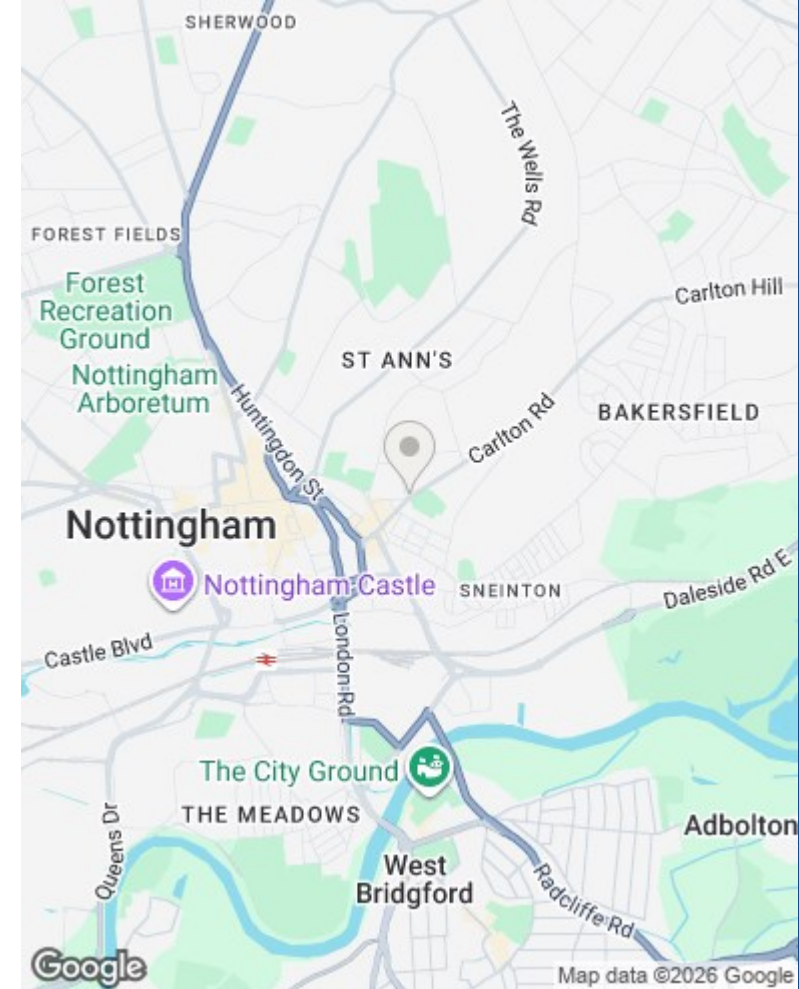 SHERWOOD
The Wells Rd
FOREST FIELDS
Forest
Recreation
Ground
Carlton Hill
Nottingham
Arboretum
ST ANN'S
Huntingdon St
Carlton Rd
BAKERSFIELD
Nottingham
Nottingham Castle
SNEINTON
Daleside Rd E
Castle Blvd
London Rd
The City Ground
THE MEADOWS
Queens Dr
Adbolton
West
Bridgford
Radcliffe Rd
Google
Map data ©2026 Google